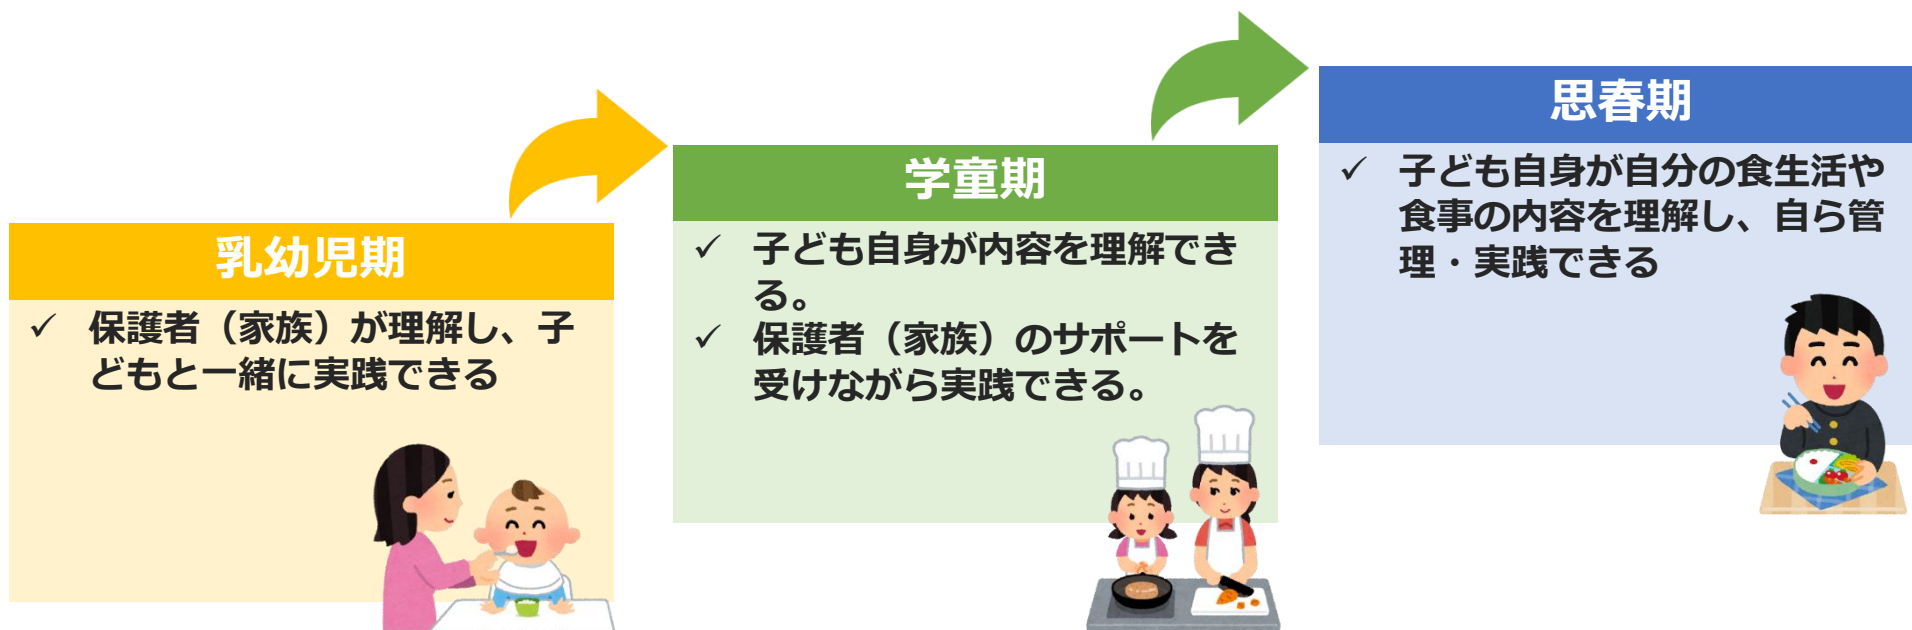 乳幼児期
✓ 保護者（家族）が理解し、子
どもと一緒に実践できる
学童期
✓ 子ども自身が内容を理解でき
る。
✓ 保護者（家族）のサポートを
受けながら実践できる。
思春期
✓ 子ども自身が自分の食生活や
食事の内容を理解し、自ら管
理・実践できる